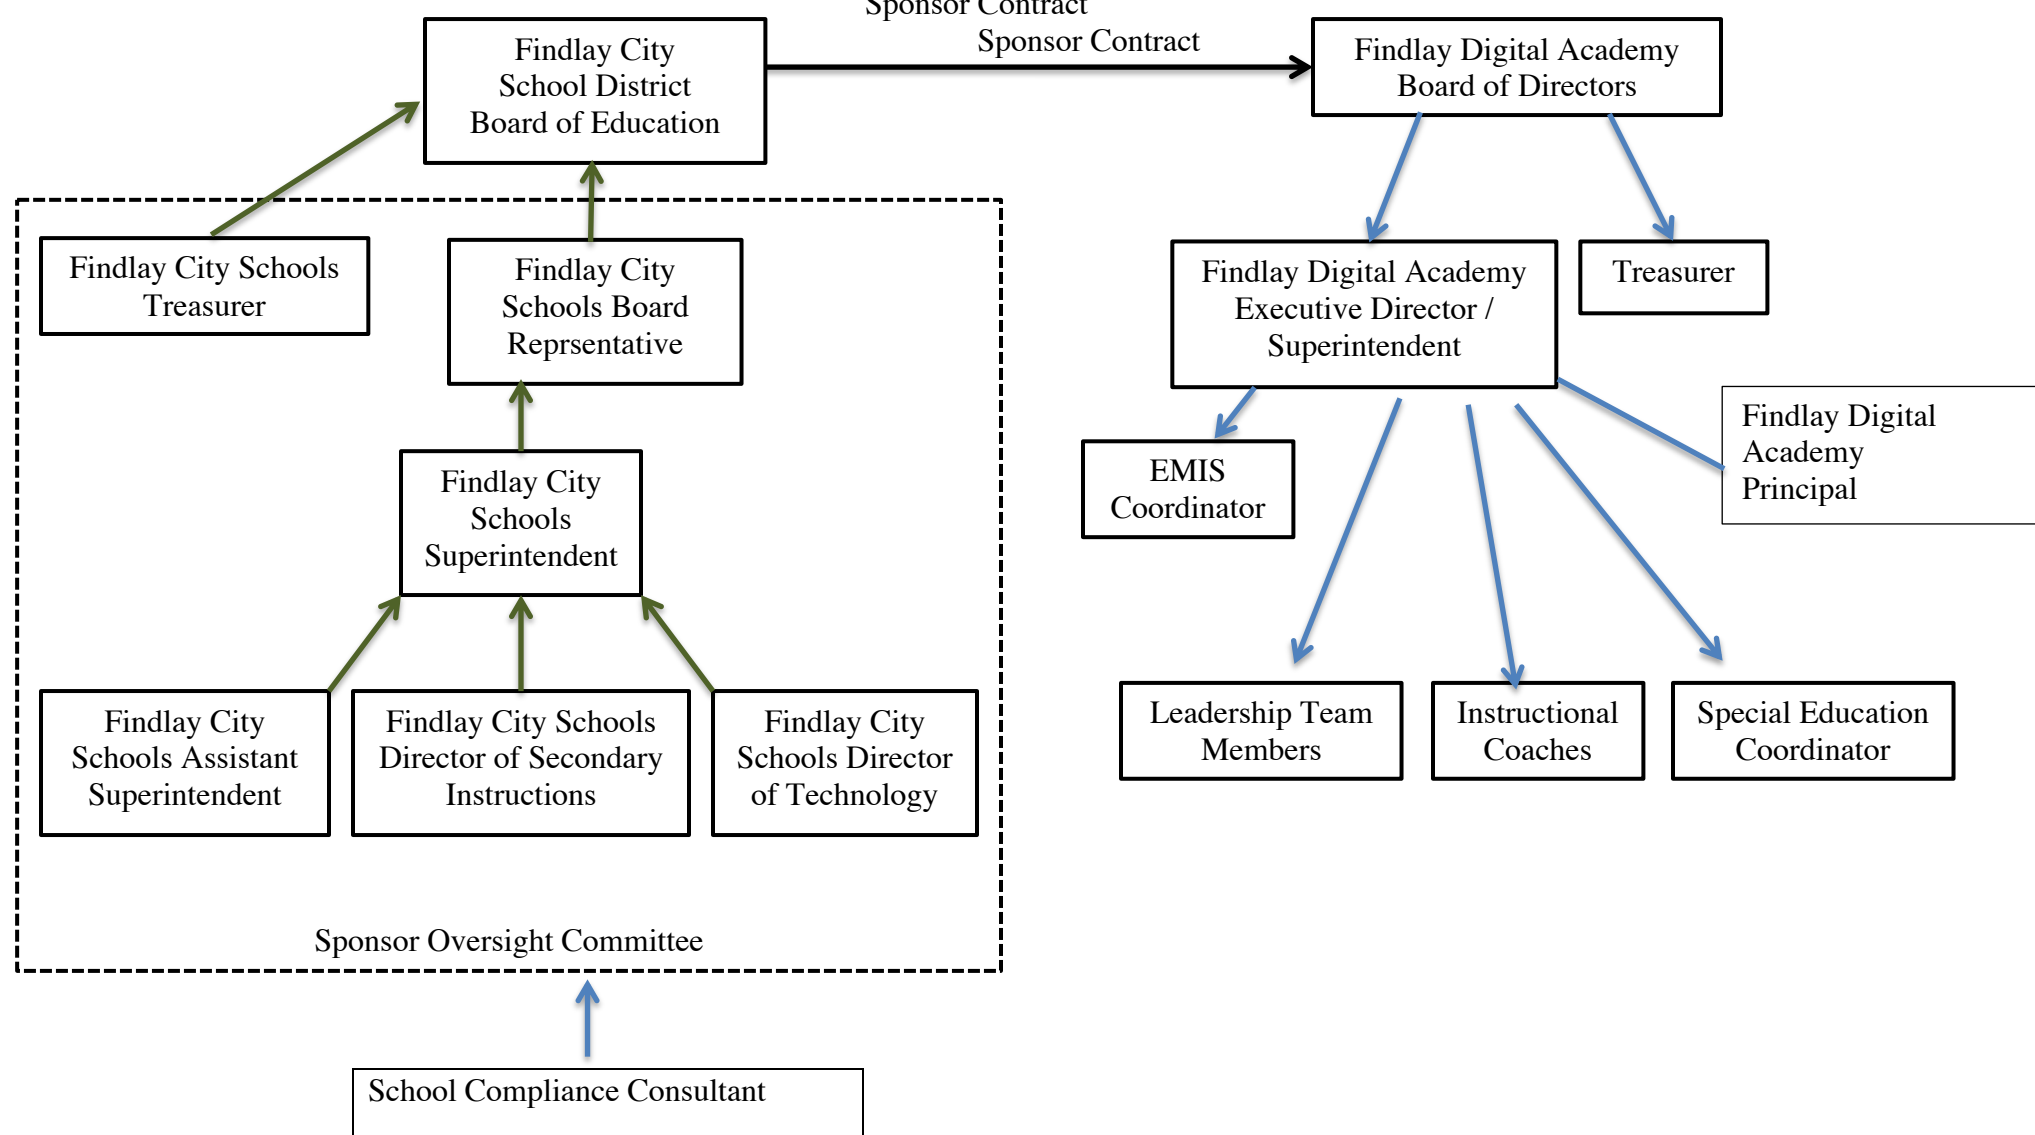 Sponsor Contract
Sponsor Contract
Findlay City
School District
Board of Education
Findlay Digital Academy
Board of Directors
Findlay City Schools
Treasurer
Findlay City
Schools Board
Reprsentative
Findlay Digital Academy
Executive Director /
Superintendent
Treasurer
Findlay Digital
Academy
Principal
Findlay City
Schools
Superintendent
EMIS
Coordinator
Findlay City
Schools Assistant
Superintendent
Findlay City Schools
Director of Secondary
Instructions
Findlay City
Schools Director
of Technology
Leadership Team
Members
Instructional
Coaches
Special Education
Coordinator
Sponsor Oversight Committee
School Compliance Consultant